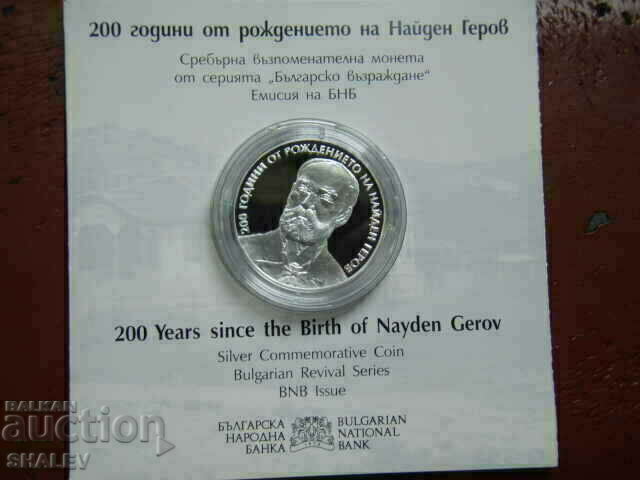 200 години от рождението на Найден Геров
Сребърна възпоменателна монета
от серията „Българско възраждане“
Емисия на БНБ
200 ГОДИНИ ОТ РОЖДЕНИЕТО НА НАЙДЕН ГЕРОВ
200 Years since the Birth of Nayden Gerov
Silver Commemorative Coin
Bulgarian Revival Series
BNB Issue
БЪЛГАРСКА
НАРОДНА
БАНКА
BULGARIAN
NATIONAL
BANK
BALKAN
auction
SHALEV